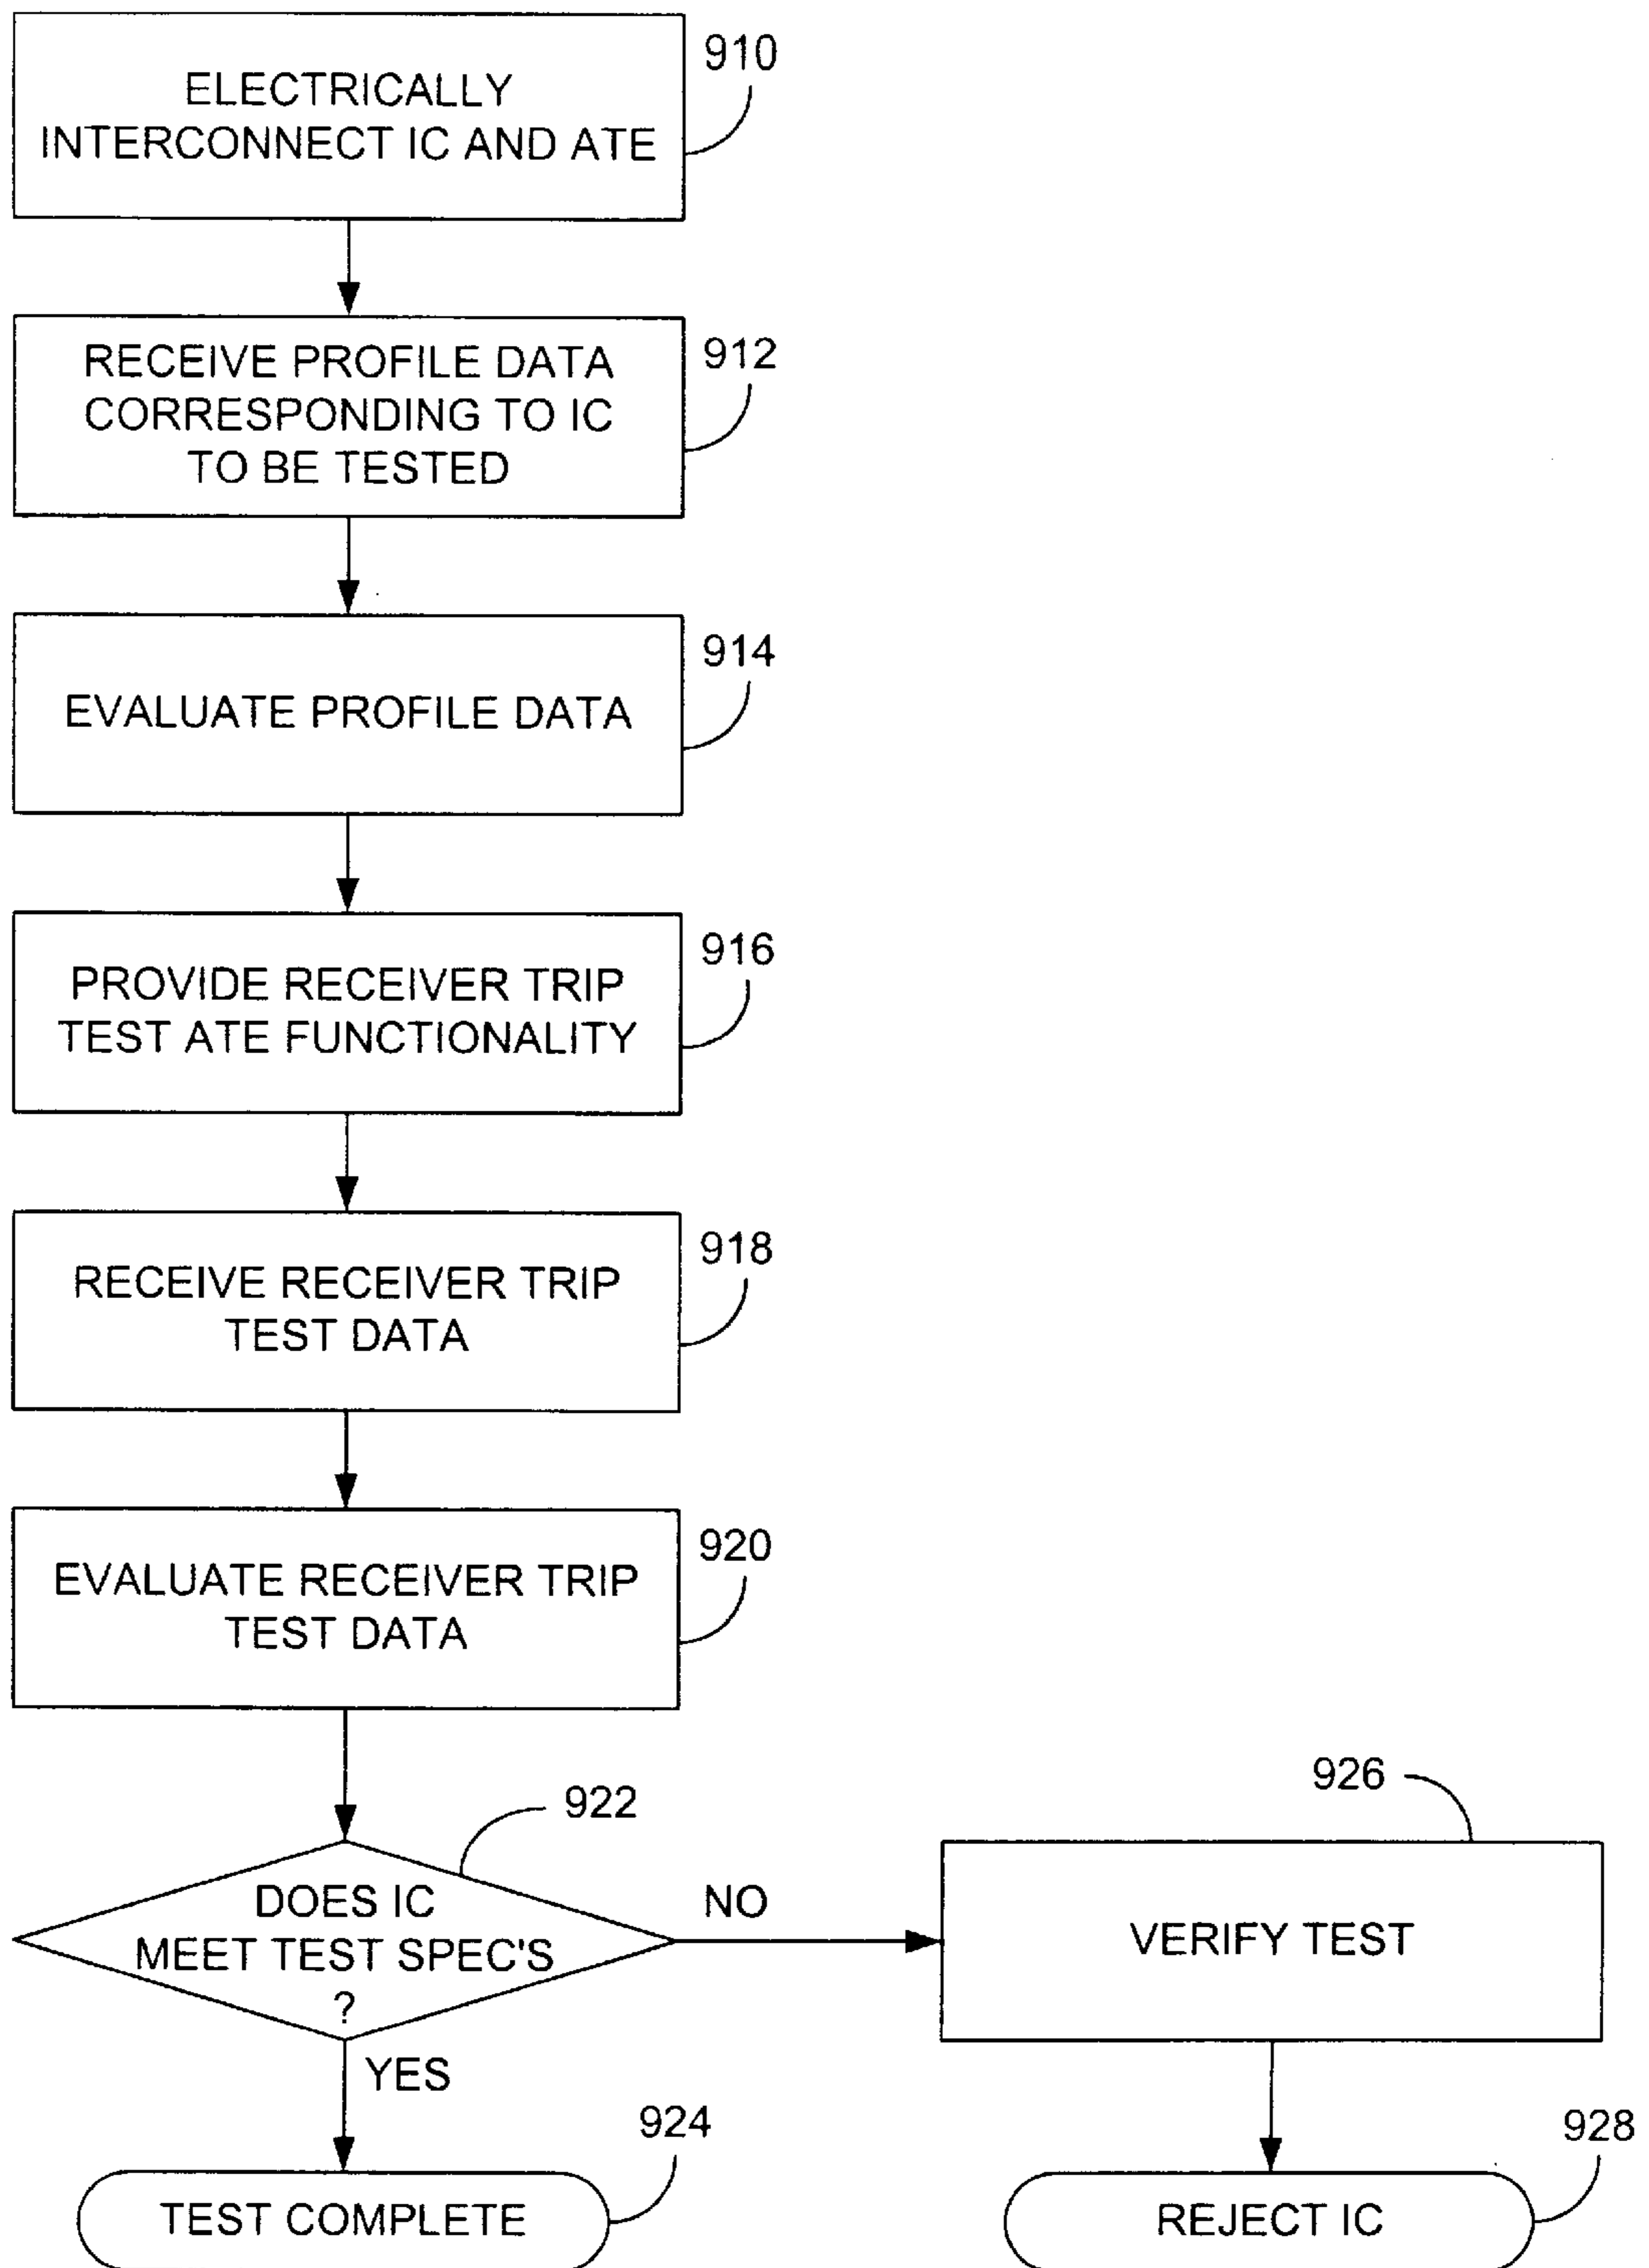 910
ELECTRICALLY
INTERCONNECT IC AND ATE
912
RECEIVE PROFILE DATA
CORRESPONDING TO IC
TO BE TESTED
914
EVALUATE PROFILE DATA
916
PROVIDE RECEIVER TRIP
TEST ATE FUNCTIONALITY
918
RECEIVE RECEIVER TRIP
TEST DATA
920
EVALUATE RECEIVER TRIP
TEST DATA
922
DOES IC
MEET TEST SPEC'S
?
NO
926
VERIFY TEST
YES
924
TEST COMPLETE
928
REJECT IC